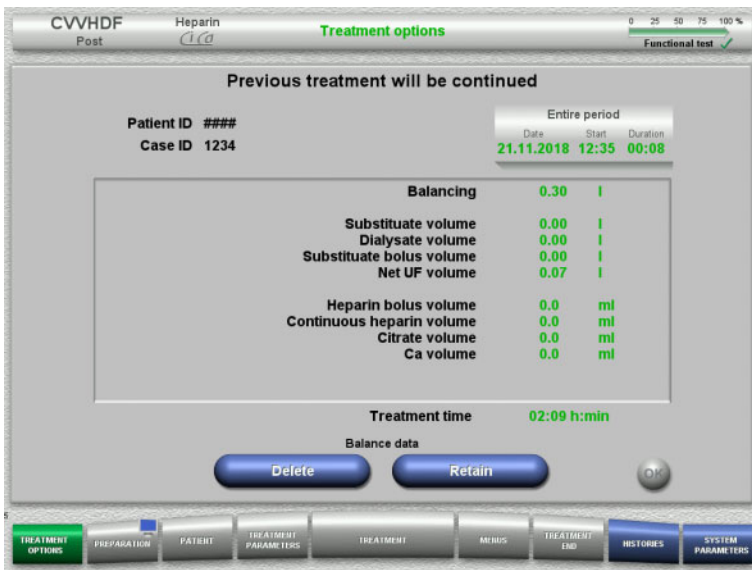 CVVHDF Heparin Treatment options 0 25 50 75 100 %
Post Ci Ca Functional test
Previous treatment will be continued
Entire period
Patient ID ####
Date Start Duration
Case ID 1234
21.11.2018 12:35 00:08
Balancing 0.30 l
Substituate volume 0.00 l
Dialysate volume 0.00 l
Substituate bolus volume 0.00 l
Net UF volume 0.07 l
Heparin bolus volume 0.0 ml
Continuous heparin volume 0.0 ml
Citrate volume 0.0 ml
Ca volume 0.0 ml
Treatment time 02:09 h:min
Balance data
Delete Retain OK
TREATMENT OPTIONS PREPARATION PATIENT TREATMENT PARAMETERS TREATMENT MENUS TREATMENT END HISTORIES SYSTEM PARAMETERS